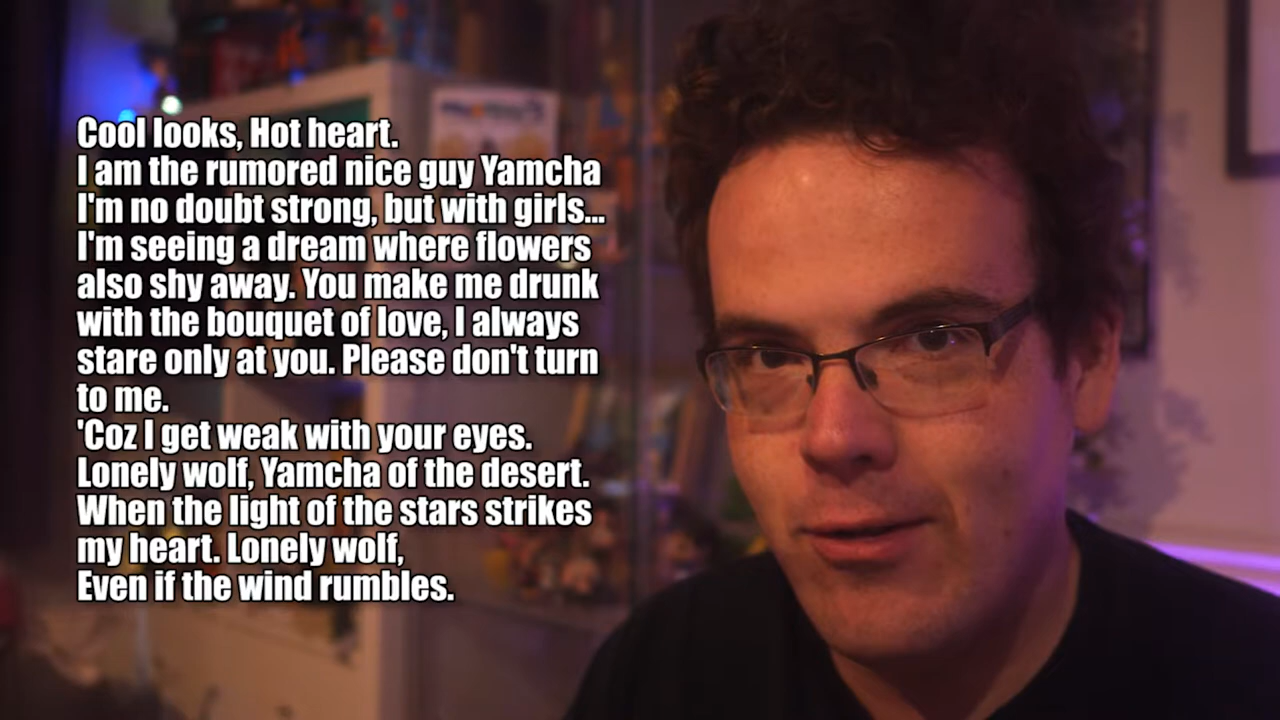 Cool looks, Hot heart.
I am the rumored nice guy Yamcha
I'm no doubt strong, but with girls...
I'm seeing a dream where flowers
also shy away. You make me drunk
with the bouquet of love, I always
stare only at you. Please don't turn
to me.
'Coz I get weak with your eyes.
Lonely wolf, Yamcha of the desert.
When the light of the stars strikes
my heart. Lonely wolf,
Even if the wind rumbles.